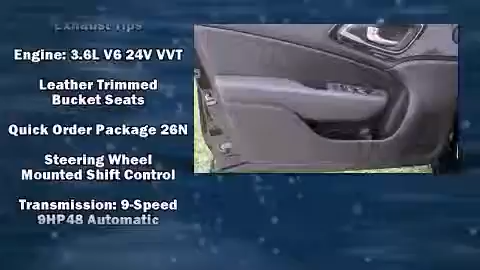 Exhaust Tips
Engine: 3.6L V6 24V VVT
Leather Trimmed
Bucket Seats
Quick Order Package 26N
Steering Wheel
Mounted Shift Control
Transmission: 9-Speed
9HP48 Automatic